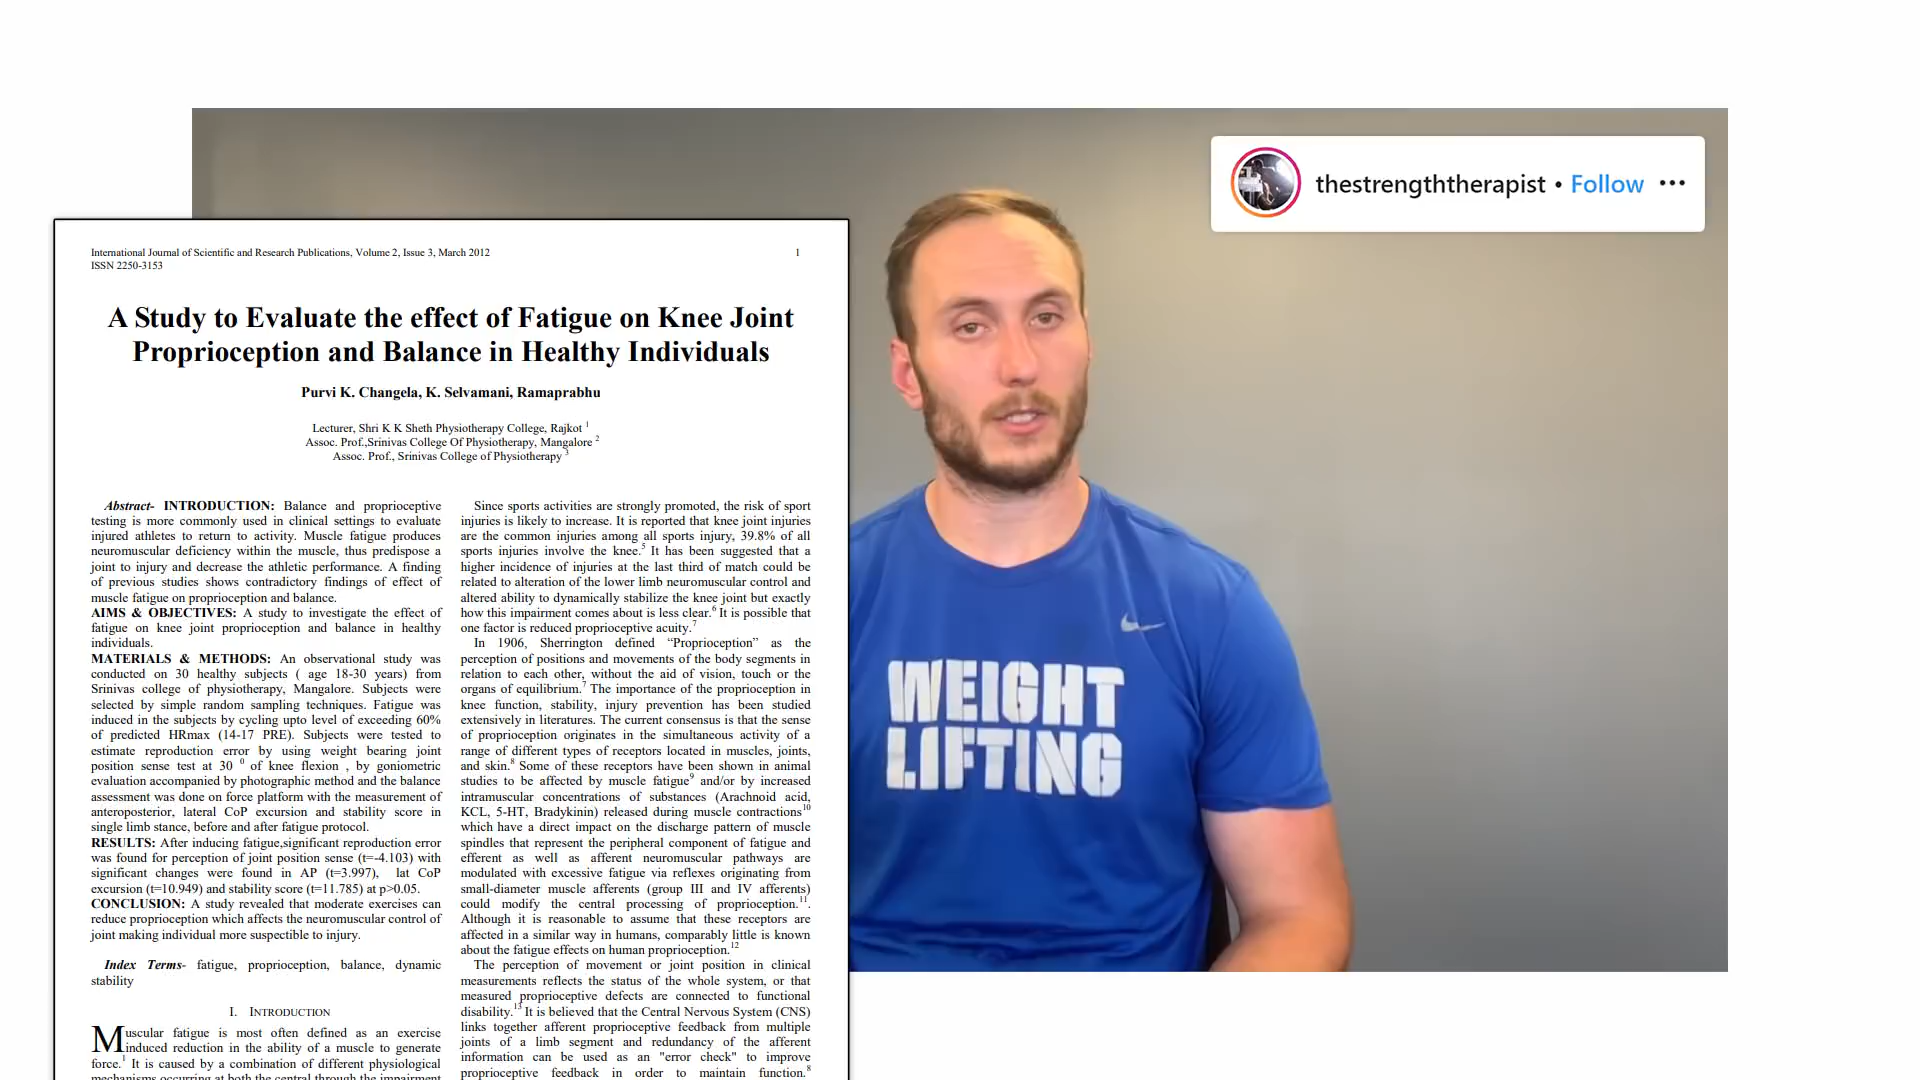 thestrengththerapist • Follow •••
International Journal of Scientific and Research Publications, Volume 2, Issue 3, March 2012 1
ISSN 2250-3153
A Study to Evaluate the effect of Fatigue on Knee Joint
Proprioception and Balance in Healthy Individuals
Purvi K. Changela, K. Selvamani, Ramaprabhu
Lecturer, Shri K K Sheth Physiotherapy College, Rajkot 1
Assoc. Prof.,Srinivas College Of Physiotherapy, Mangalore 2
Assoc. Prof., Srinivas College of Physiotherapy 3
Abstract- INTRODUCTION: Balance and proprioceptive
testing is more commonly used in clinical settings to evaluate
injured athletes to return to activity. Muscle fatigue produces
neuromuscular deficiency within the muscle, thus predispose a
joint to injury and decrease the athletic performance. A finding
of previous studies shows contradictory findings of effect of
muscle fatigue on proprioception and balance.
AIMS & OBJECTIVES: A study to investigate the effect of
fatigue on knee joint proprioception and balance in healthy
individuals.
MATERIALS & METHODS: An observational study was
conducted on 30 healthy subjects ( age 18-30 years) from
Srinivas college of physiotherapy, Mangalore. Subjects were
selected by simple random sampling techniques. Fatigue was
induced in the subjects by cycling upto level of exceeding 60%
of predicted HRmax (14-17 PRE). Subjects were tested to
estimate reproduction error by using weight bearing joint
position sense test at 30 0 of knee flexion , by goniometric
evaluation accompanied by photographic method and the balance
assessment was done on force platform with the measurement of
anteroposterior, lateral CoP excursion and stability score in
single limb stance, before and after fatigue protocol.
RESULTS: After inducing fatigue,significant reproduction error
was found for perception of joint position sense (t=-4.103) with
significant changes were found in AP (t=3.997), lat CoP
excursion (t=10.949) and stability score (t=11.785) at p>0.05.
CONCLUSION: A study revealed that moderate exercises can
reduce proprioception which affects the neuromuscular control of
joint making individual more suspectible to injury.
Index Terms- fatigue, proprioception, balance, dynamic
stability
I. INTRODUCTION
Muscular fatigue is most often defined as an exercise
induced reduction in the ability of a muscle to generate
force.1 It is caused by a combination of different physiological
mechanisms occurring at both the central through the impairment
Since sports activities are strongly promoted, the risk of sport
injuries is likely to increase. It is reported that knee joint injuries
are the common injuries among all sports injury, 39.8% of all
sports injuries involve the knee.5 It has been suggested that a
higher incidence of injuries at the last third of match could be
related to alteration of the lower limb neuromuscular control and
altered ability to dynamically stabilize the knee joint but exactly
how this impairment comes about is less clear.6 It is possible that
one factor is reduced proprioceptive acuity.7
In 1906, Sherrington defined “Proprioception” as the
perception of positions and movements of the body segments in
relation to each other, without the aid of vision, touch or the
organs of equilibrium.7 The importance of the proprioception in
knee function, stability, injury prevention has been studied
extensively in literatures. The current consensus is that the sense
of proprioception originates in the simultaneous activity of a
range of different types of receptors located in muscles, joints,
and skin.8 Some of these receptors have been shown in animal
studies to be affected by muscle fatigue9 and/or by increased
intramuscular concentrations of substances (Arachnoid acid,
KCL, 5-HT, Bradykinin) released during muscle contractions10
which have a direct impact on the discharge pattern of muscle
spindles that represent the peripheral component of fatigue and
efferent as well as afferent neuromuscular pathways are
modulated with excessive fatigue via reflexes originating from
small-diameter muscle afferents (group III and IV afferents)
could modify the central processing of proprioception.11.
Although it is reasonable to assume that these receptors are
affected in a similar way in humans, comparably little is known
about the fatigue effects on human proprioception.12
The perception of movement or joint position in clinical
measurements reflects the status of the whole system, or that
measured proprioceptive defects are connected to functional
disability.13 It is believed that the Central Nervous System (CNS)
links together afferent proprioceptive feedback from multiple
joints of a limb segment and redundancy of the afferent
information can be used as an "error check" to improve
proprioceptive feedback in order to maintain function.8
WEIGHT
LIFTING